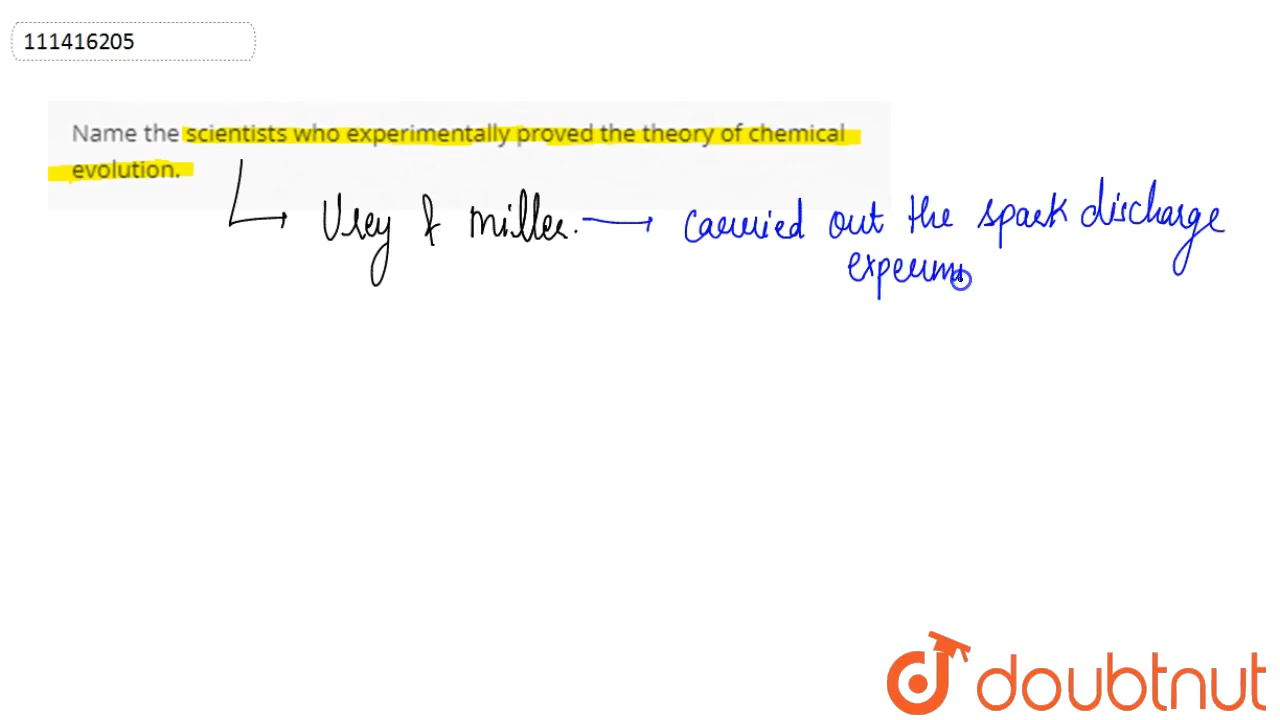 111416205
Name the scientists who experimentally proved the theory of chemical
evolution.
Urey & Miller. carried out the spark discharge
experim
doubtnut